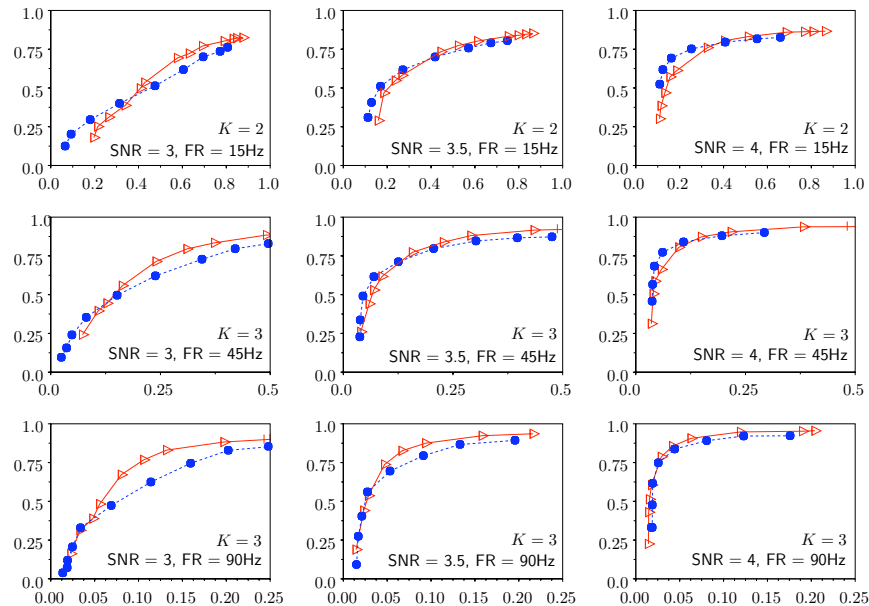 1.0
0.75
0.5
0.25
0.0
K = 2
SNR = 3, FR = 15Hz
0.0 0.2 0.4 0.6 0.8 1.0
1.0
0.75
0.5
0.25
0.0
K = 2
SNR = 3.5, FR = 15Hz
0.0 0.2 0.4 0.6 0.8 1.0
1.0
0.75
0.5
0.25
0.0
K = 2
SNR = 4, FR = 15Hz
0.0 0.2 0.4 0.6 0.8 1.0
1.0
0.75
0.5
0.25
0.0
K = 3
SNR = 3, FR = 45Hz
0.0 0.25 0.5
1.0
0.75
0.5
0.25
0.0
K = 3
SNR = 3.5, FR = 45Hz
0.0 0.25 0.5
1.0
0.75
0.5
0.25
0.0
K = 3
SNR = 4, FR = 45Hz
0.0 0.25 0.5
1.0
0.75
0.5
0.25
0.0
K = 3
SNR = 3, FR = 90Hz
0.00 0.05 0.10 0.15 0.20 0.25
1.0
0.75
0.5
0.25
0.0
K = 3
SNR = 3.5, FR = 90Hz
0.00 0.05 0.10 0.15 0.20 0.25
1.0
0.75
0.5
0.25
0.0
K = 3
SNR = 4, FR = 90Hz
0.00 0.05 0.10 0.15 0.20 0.25